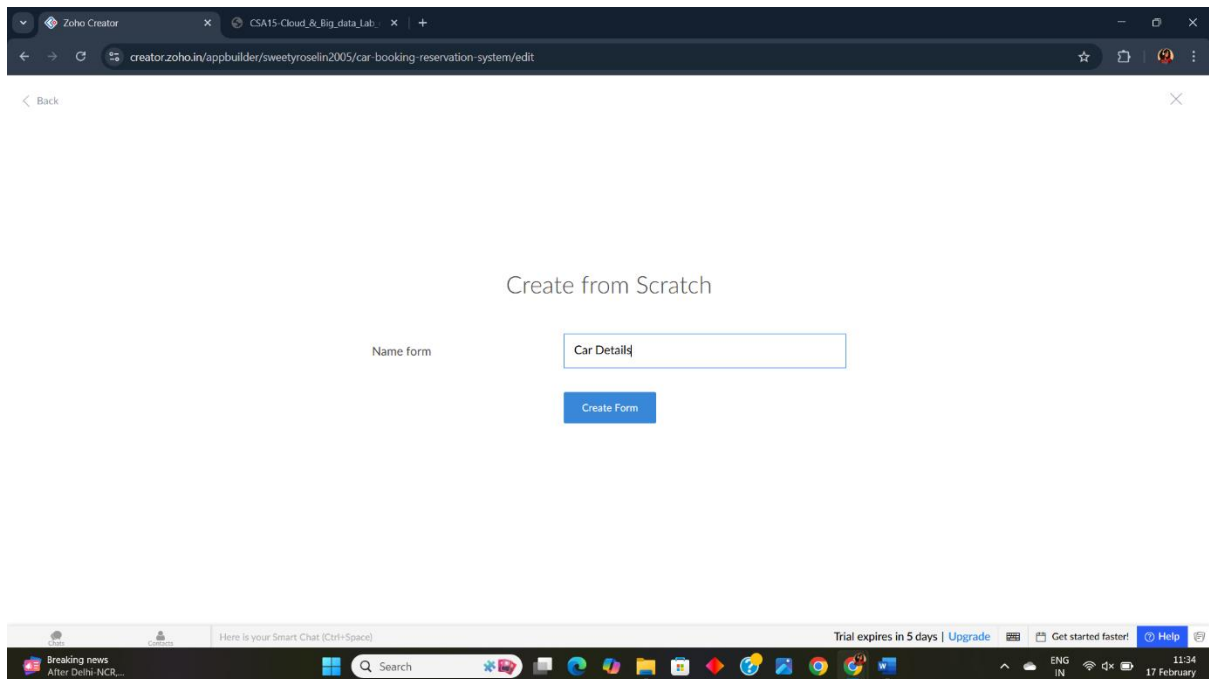 Zoho Creator
CSA15-Cloud_&_Big_data_Lab_
creator.zoho.in/appbuilder/sweetyroselin2005/car-booking-reservation-system/edit
Back
Create from Scratch
Name form
Car Details
Create Form
Chats
Contacts
Here is your Smart Chat (Ctrl+Space)
Trial expires in 5 days | Upgrade
Get started faster!
Help
Breaking news
After Delhi-NCR,...
Search
ENG
IN
11:34
17 February